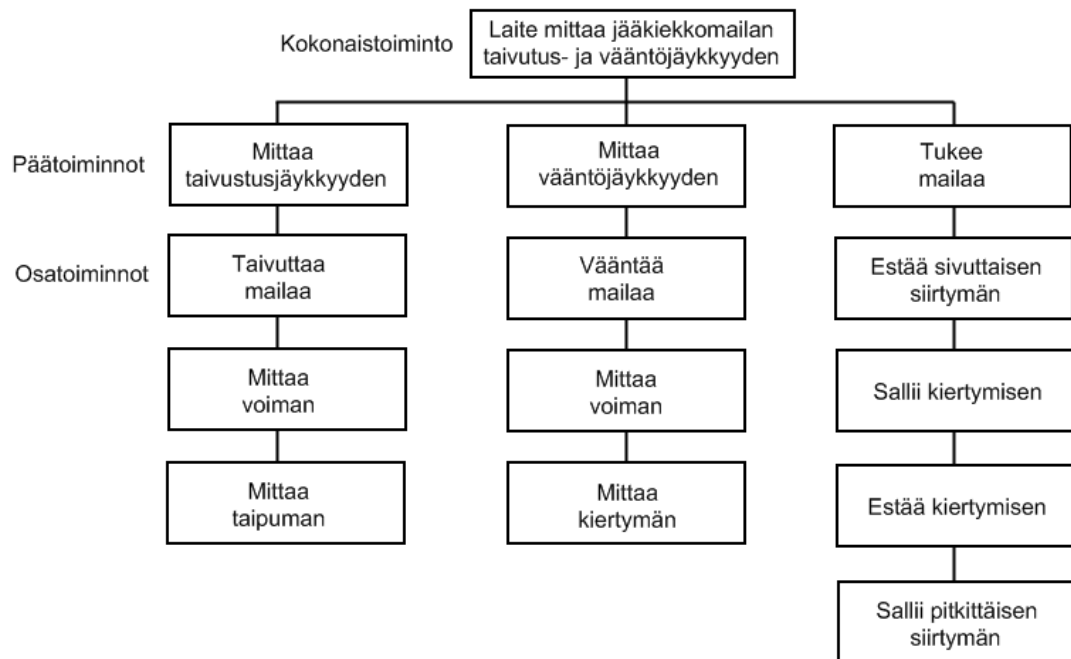 Kokonaistoiminto
Laite mittaa jääkiekkomailan
taivutus- ja vääntöjäykkyyden
Päätoiminnot
Mittaa
taivustusjäykkyyden
Mittaa
vääntöjäykkyyden
Tukee
mailaa
Osatoiminnot
Taivuttaa
mailaa
Vääntää
mailaa
Estää sivuttaisen
siirtymän
Mittaa
voiman
Mittaa
voiman
Sallii kiertymisen
Mittaa
taipuman
Mittaa
kiertymän
Estää kiertymisen
Sallii pitkittäisen
siirtymän